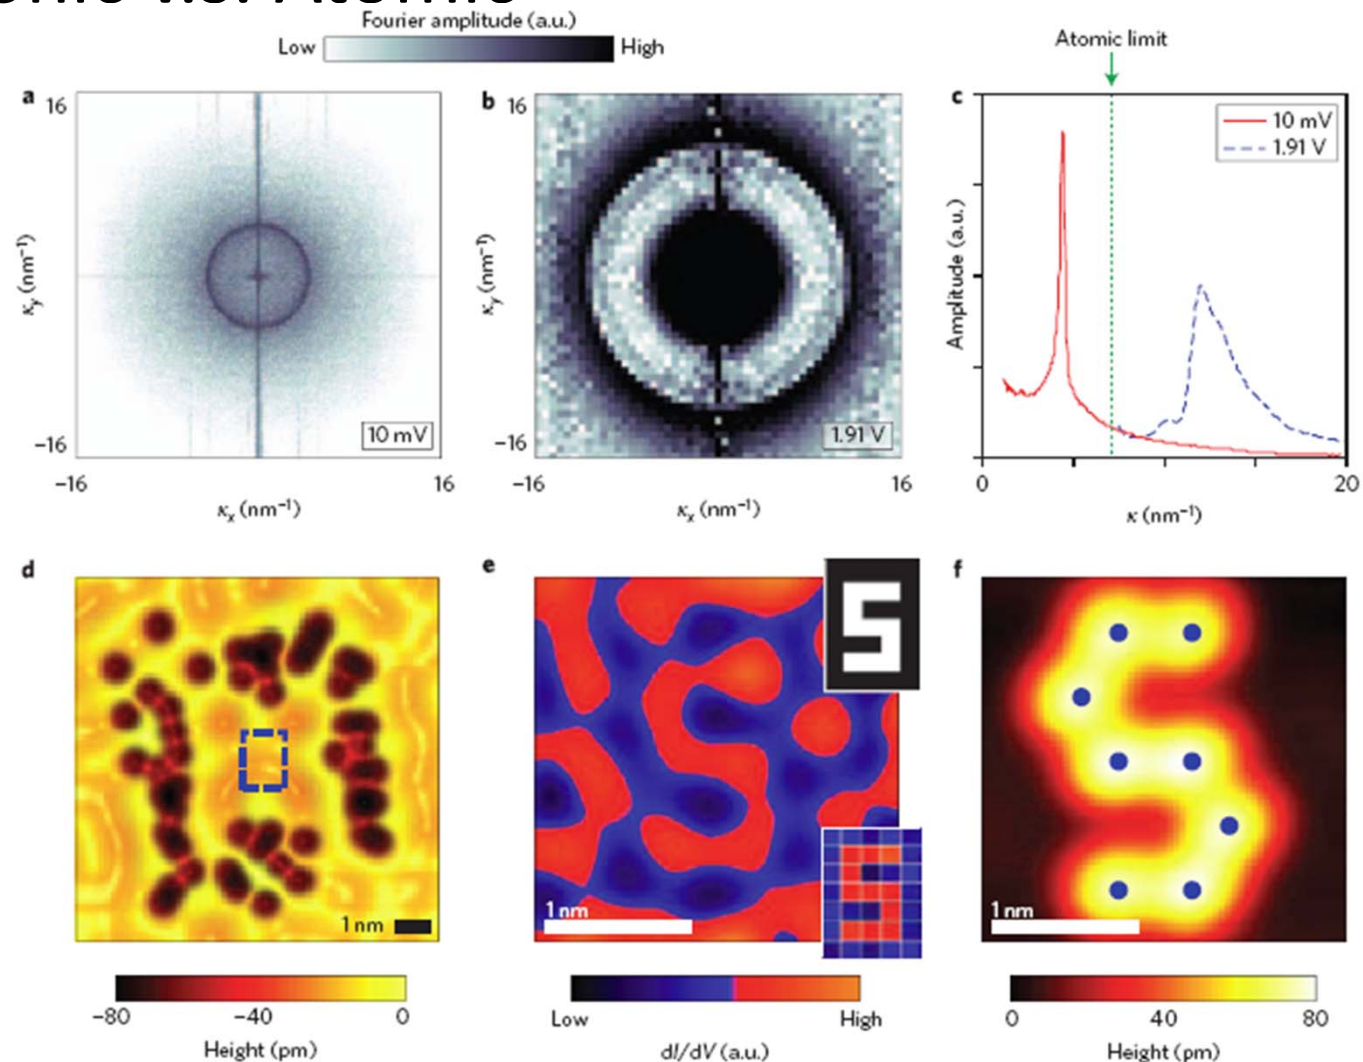 Fourier amplitude (a.u.)
Low High
Atomic limit
a 16
κy (nm⁻¹)
−16
10 mV
−16 16
κx (nm⁻¹)
b 16
κy (nm⁻¹)
−16
1.91 V
−16 16
κx (nm⁻¹)
c
10 mV
1.91 V
Amplitude (a.u.)
0 20
κ (nm⁻¹)
d
1 nm
−80 −40 0
Height (pm)
e
S
1 nm
Low High
dI/dV (a.u.)
f
1 nm
0 40 80
Height (pm)